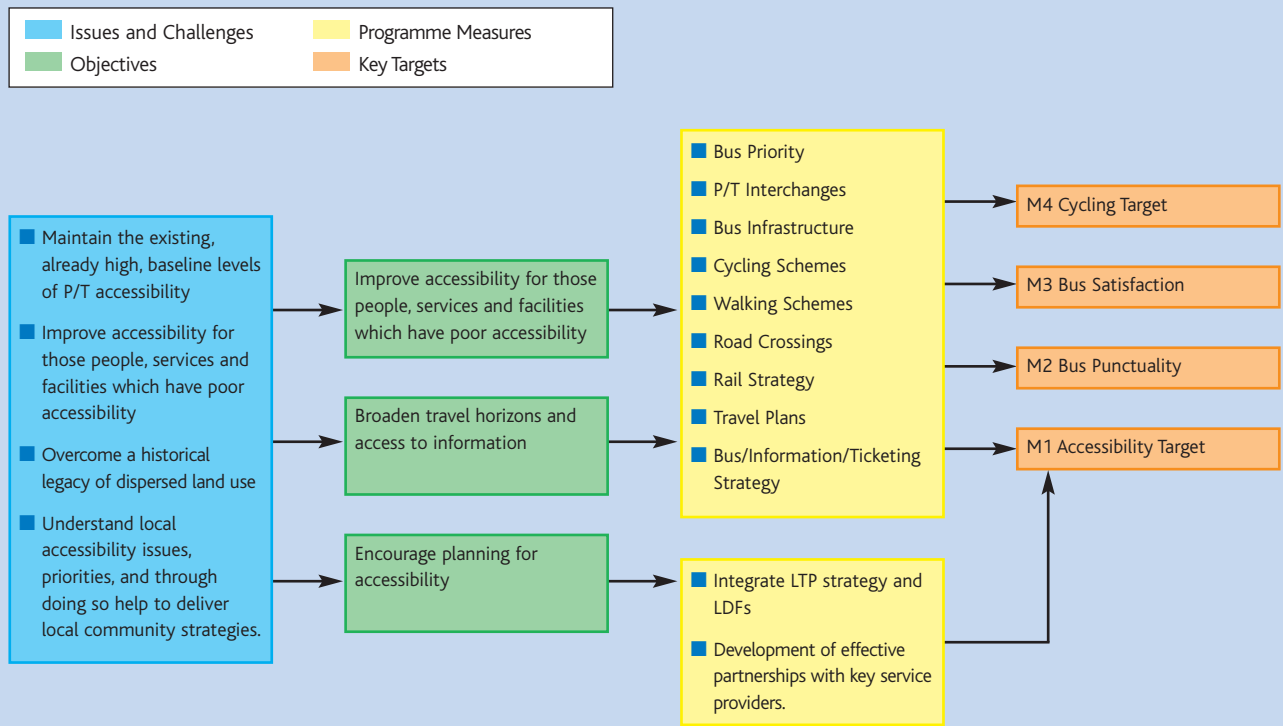 Issues and Challenges
Programme Measures
Objectives
Key Targets
Maintain the existing,
already high, baseline levels
of P/T accessibility
Improve accessibility for
those people, services and
facilities which have poor
accessibility
Overcome a historical
legacy of dispersed land use
Understand local
accessibility issues,
priorities, and through
doing so help to deliver
local community strategies.
Improve accessibility for those
people, services and facilities
which have poor accessibility
Broaden travel horizons and
access to information
Encourage planning for
accessibility
Bus Priority
P/T Interchanges
Bus Infrastructure
Cycling Schemes
Walking Schemes
Road Crossings
Rail Strategy
Travel Plans
Bus/Information/Ticketing
Strategy
Integrate LTP strategy and
LDFs
Development of effective
partnerships with key service
providers.
M4 Cycling Target
M3 Bus Satisfaction
M2 Bus Punctuality
M1 Accessibility Target